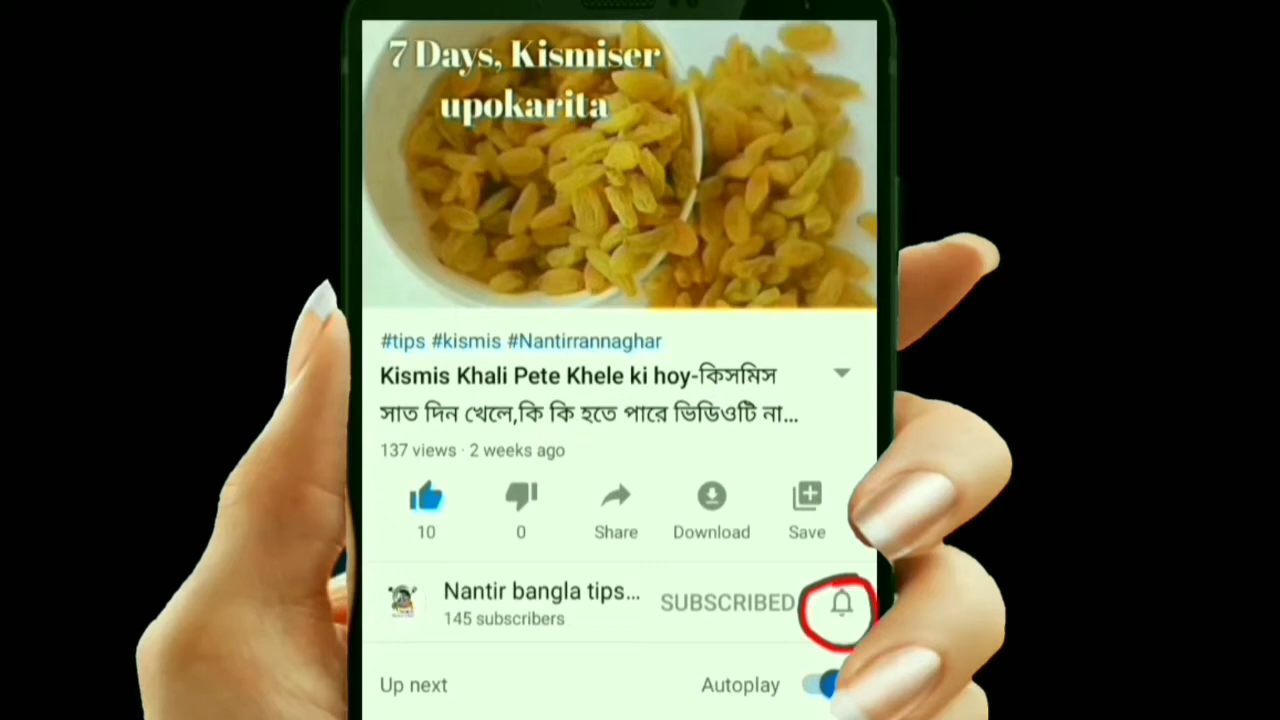 7 Days, Kismiser
upokarita
#tips #kismis #Nantirrannaghar
Kismis Khali Pete Khele ki hoy-কিসমিস
সাত দিন খেলে,কি কি হতে পারে ভিডিওটি না...
137 views · 2 weeks ago
10 0 Share Download Save
Nantir bangla tips... SUBSCRIBED
145 subscribers
Up next Autoplay